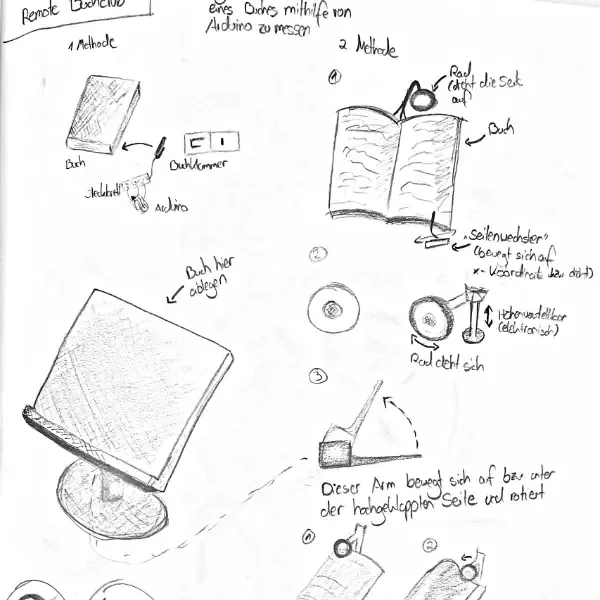 Remote Buchclub
eines Buches mithilfe von
Arduino zu messen
1 Methode
2. Methode
1
Rad
(dreht die Seite
auf
Buch
Buch
Buchklammer
Steckbrett
Arduino
"Seitenwechsler"
(bewegt sich auf
x-Koordinate bzw dreht)
Buch hier
ablegen
2
Höhenverstellbar
(elektronisch)
Rad dreht sich
3
Dieser Arm bewegt sich auf bzw unter
der hochgeklappten Seite und rotiert
1
2